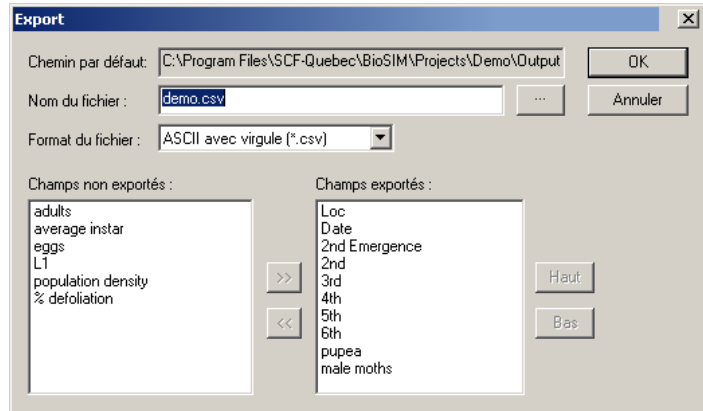 Export
Chemin par défaut: C:\Program Files\SCF-Quebec\BioSIM\Projects\Demo\Output
OK
Nom du fichier : demo.csv ...
Annuler
Format du fichier : ASCII avec virgule (*.csv)
Champs non exportés :
adults
average instar
eggs
L1
population density
% defoliation
>>
<<
Champs exportés :
Loc
Date
2nd Emergence
2nd
3rd
4th
5th
6th
pupea
male moths
Haut
Bas